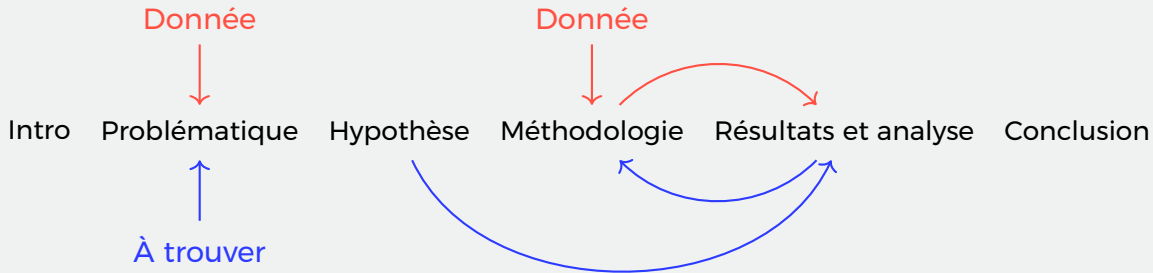 Donnée Donnée
Intro Problématique Hypothèse Méthodologie Résultats et analyse Conclusion
À trouver